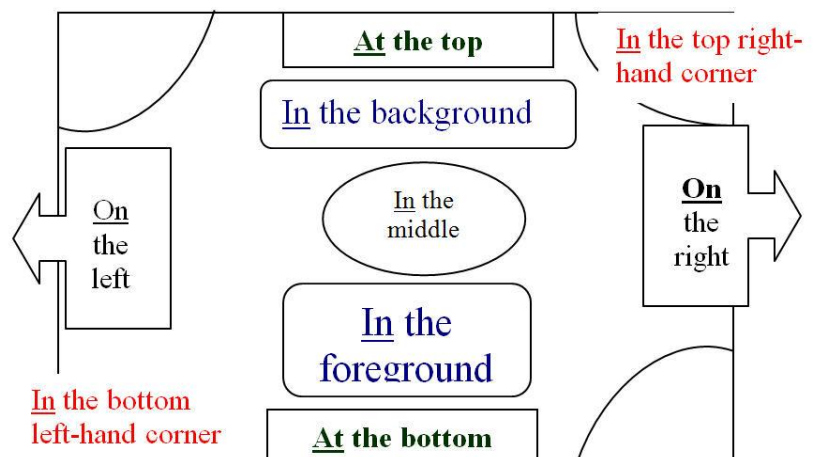 At the top
In the top right-
hand corner
In the background
On
the
left
In the
middle
On
the
right
In the
foreground
In the bottom
left-hand corner
At the bottom